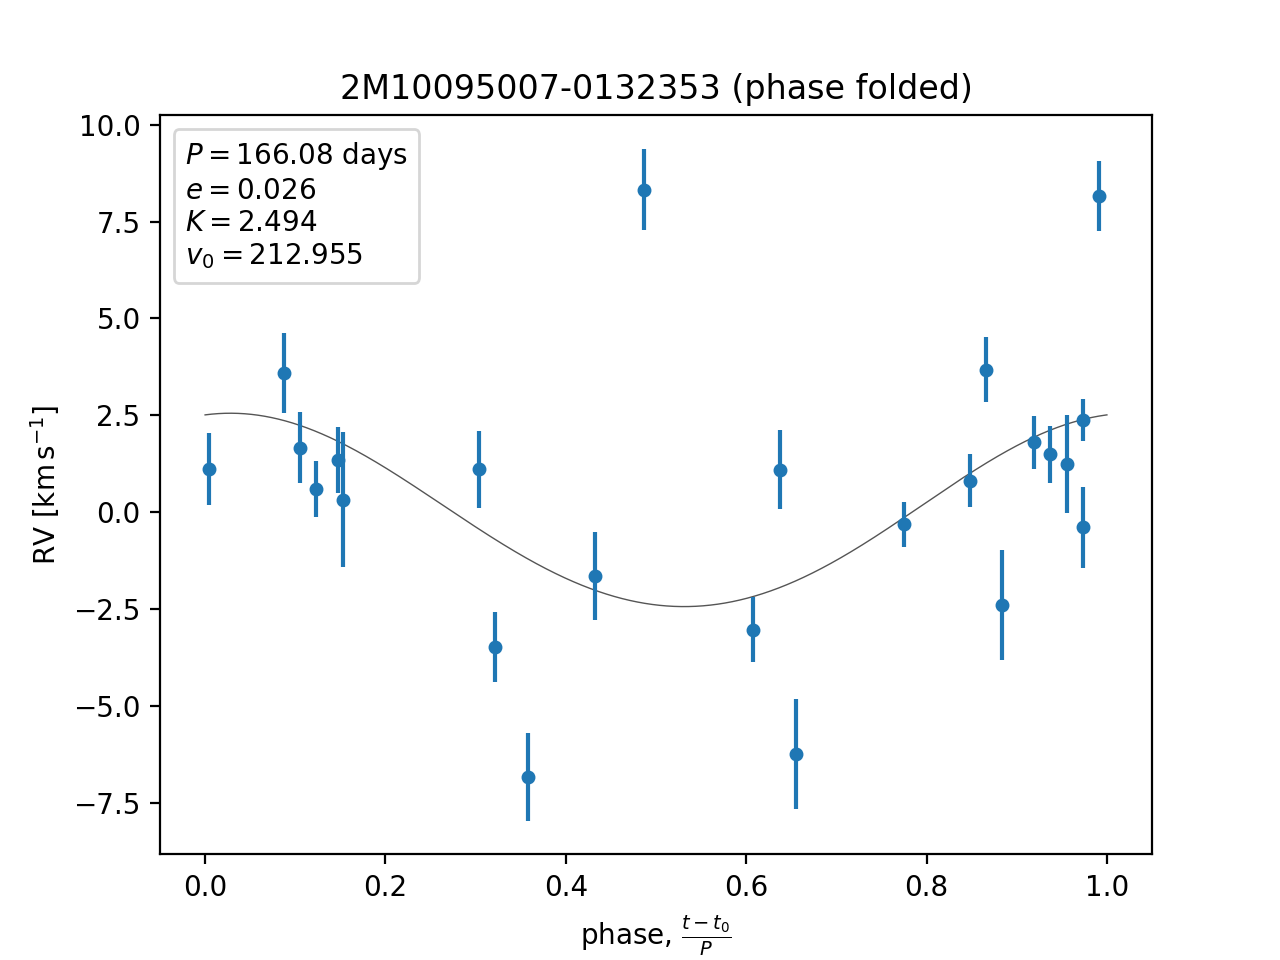 2M10095007-0132353 (phase folded)
P = 166.08 days
e = 0.026
K = 2.494
v₀ = 212.955
10.0
7.5
5.0
2.5
0.0
−2.5
−5.0
−7.5
RV [km s⁻¹]
0.0 0.2 0.4 0.6 0.8 1.0
phase, (t − t₀)/P